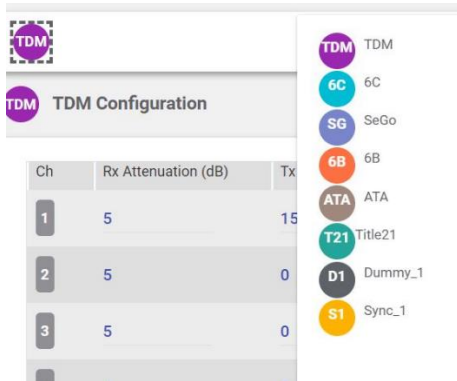 TDM
TDM TDM Configuration
Ch Rx Attenuation (dB) Tx
1 5 15
2 5 0
3 5 0
TDM TDM
6C 6C
SG SeGo
6B 6B
ATA ATA
T21 Title21
D1 Dummy_1
S1 Sync_1